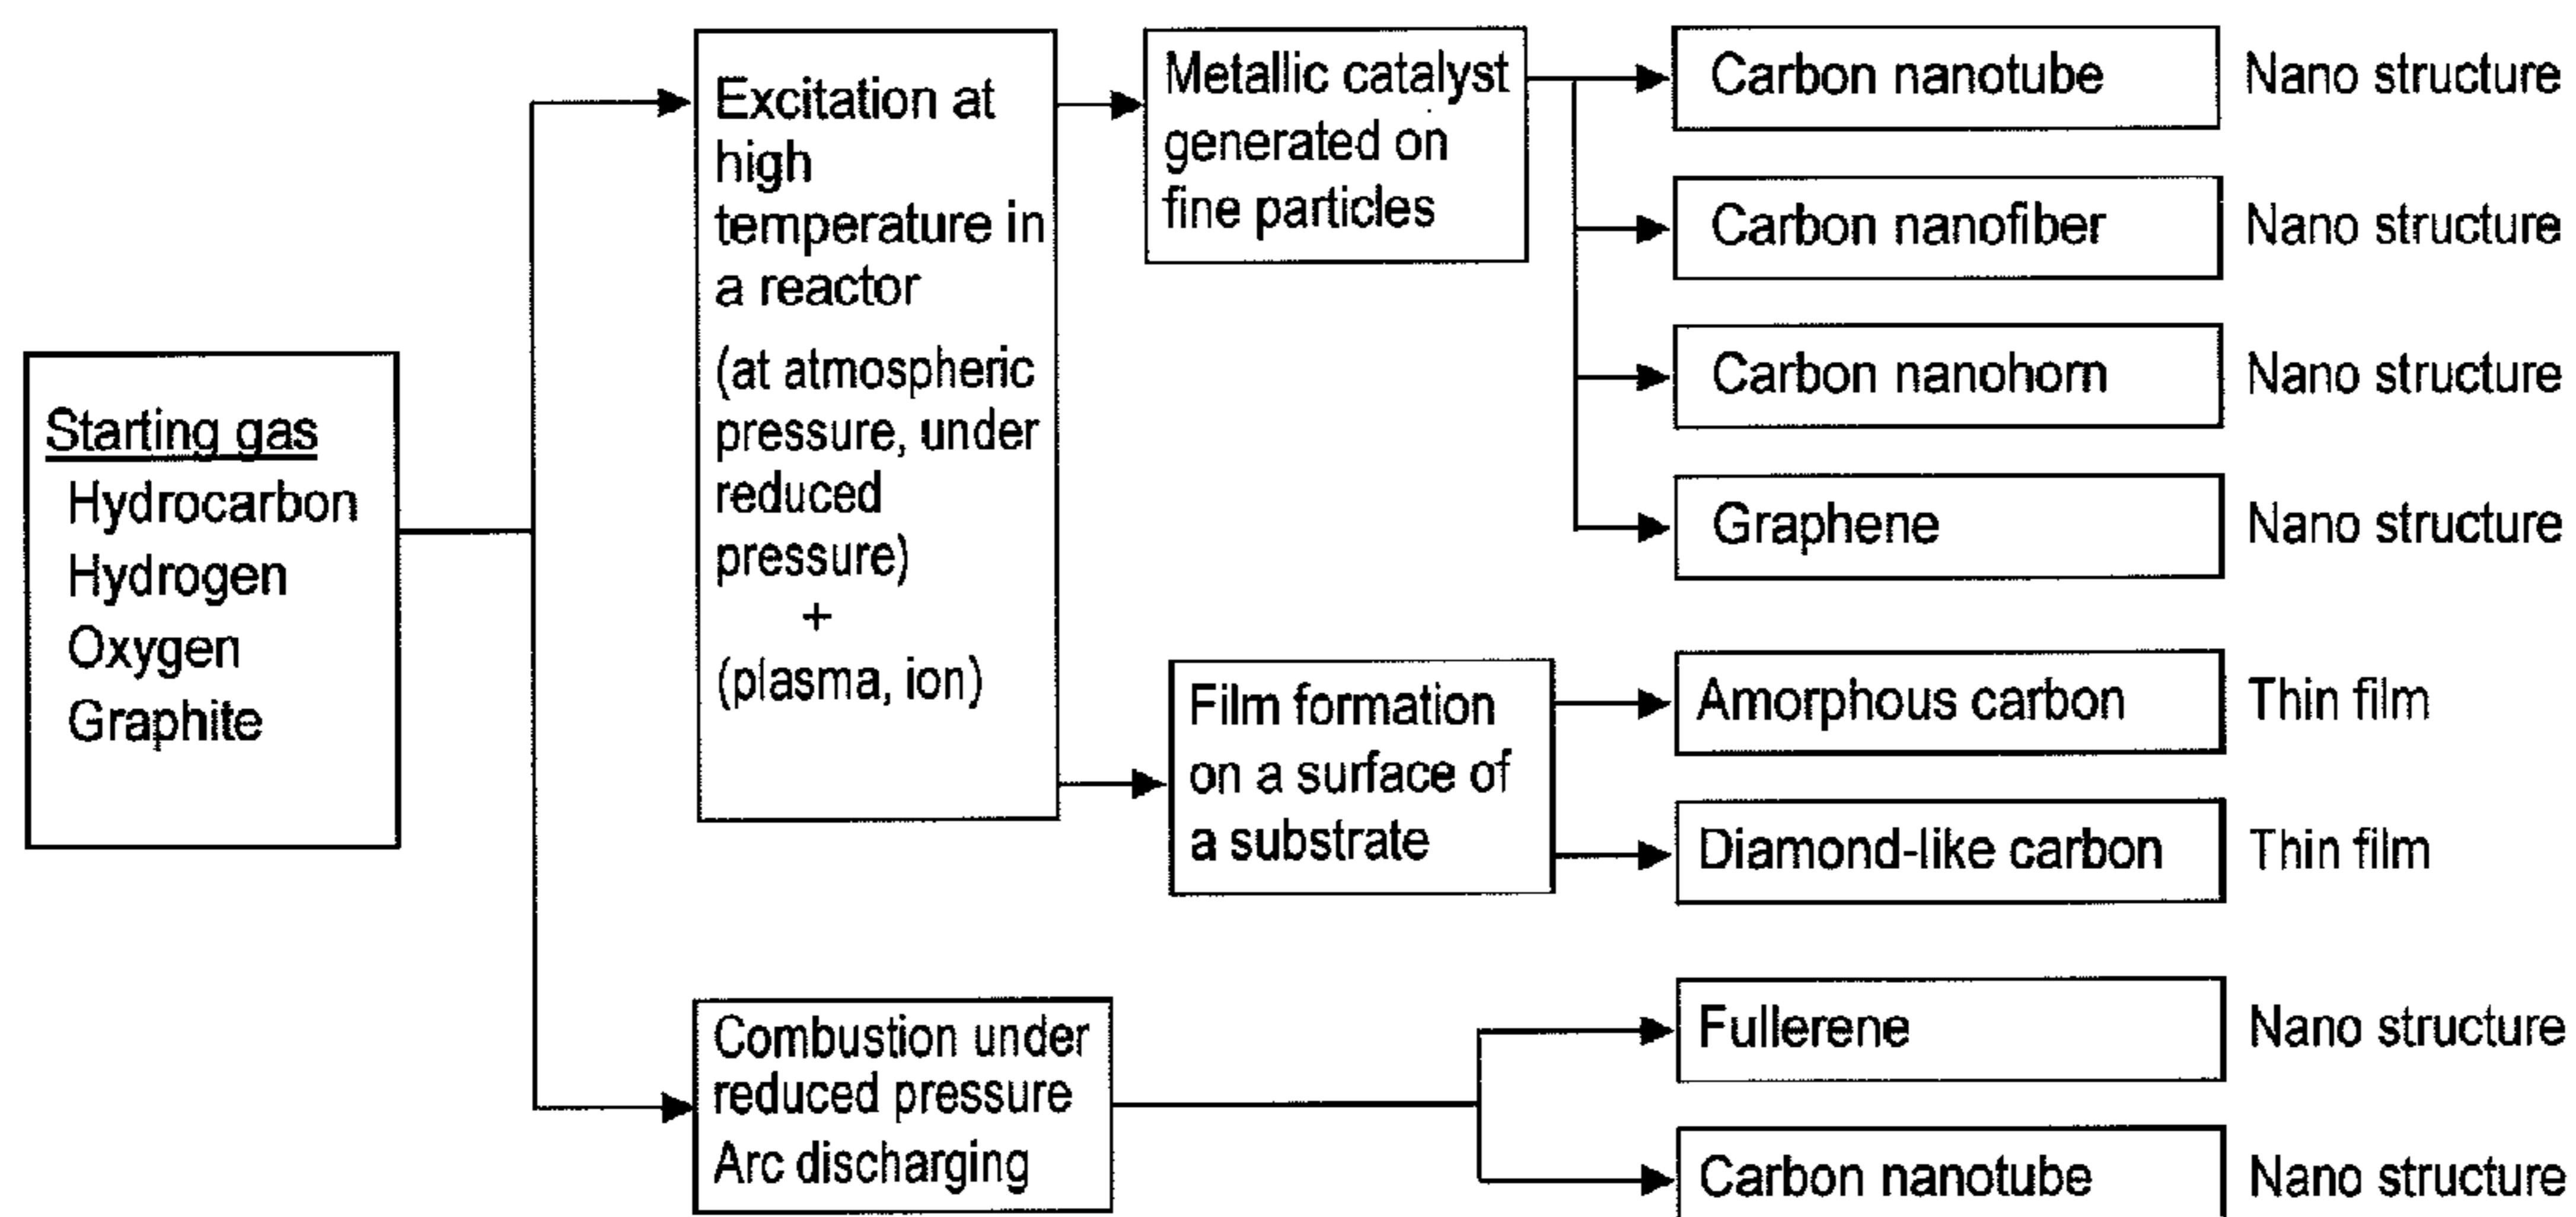 Starting gas
Hydrocarbon
Hydrogen
Oxygen
Graphite
Excitation at
high
temperature in
a reactor
(at atmospheric
pressure, under
reduced
pressure)
+
(plasma, ion)
Metallic catalyst
generated on
fine particles
Carbon nanotube
Nano structure
Carbon nanofiber
Nano structure
Carbon nanohorn
Nano structure
Graphene
Nano structure
Film formation
on a surface of
a substrate
Amorphous carbon
Thin film
Diamond-like carbon
Thin film
Combustion under
reduced pressure
Arc discharging
Fullerene
Nano structure
Carbon nanotube
Nano structure